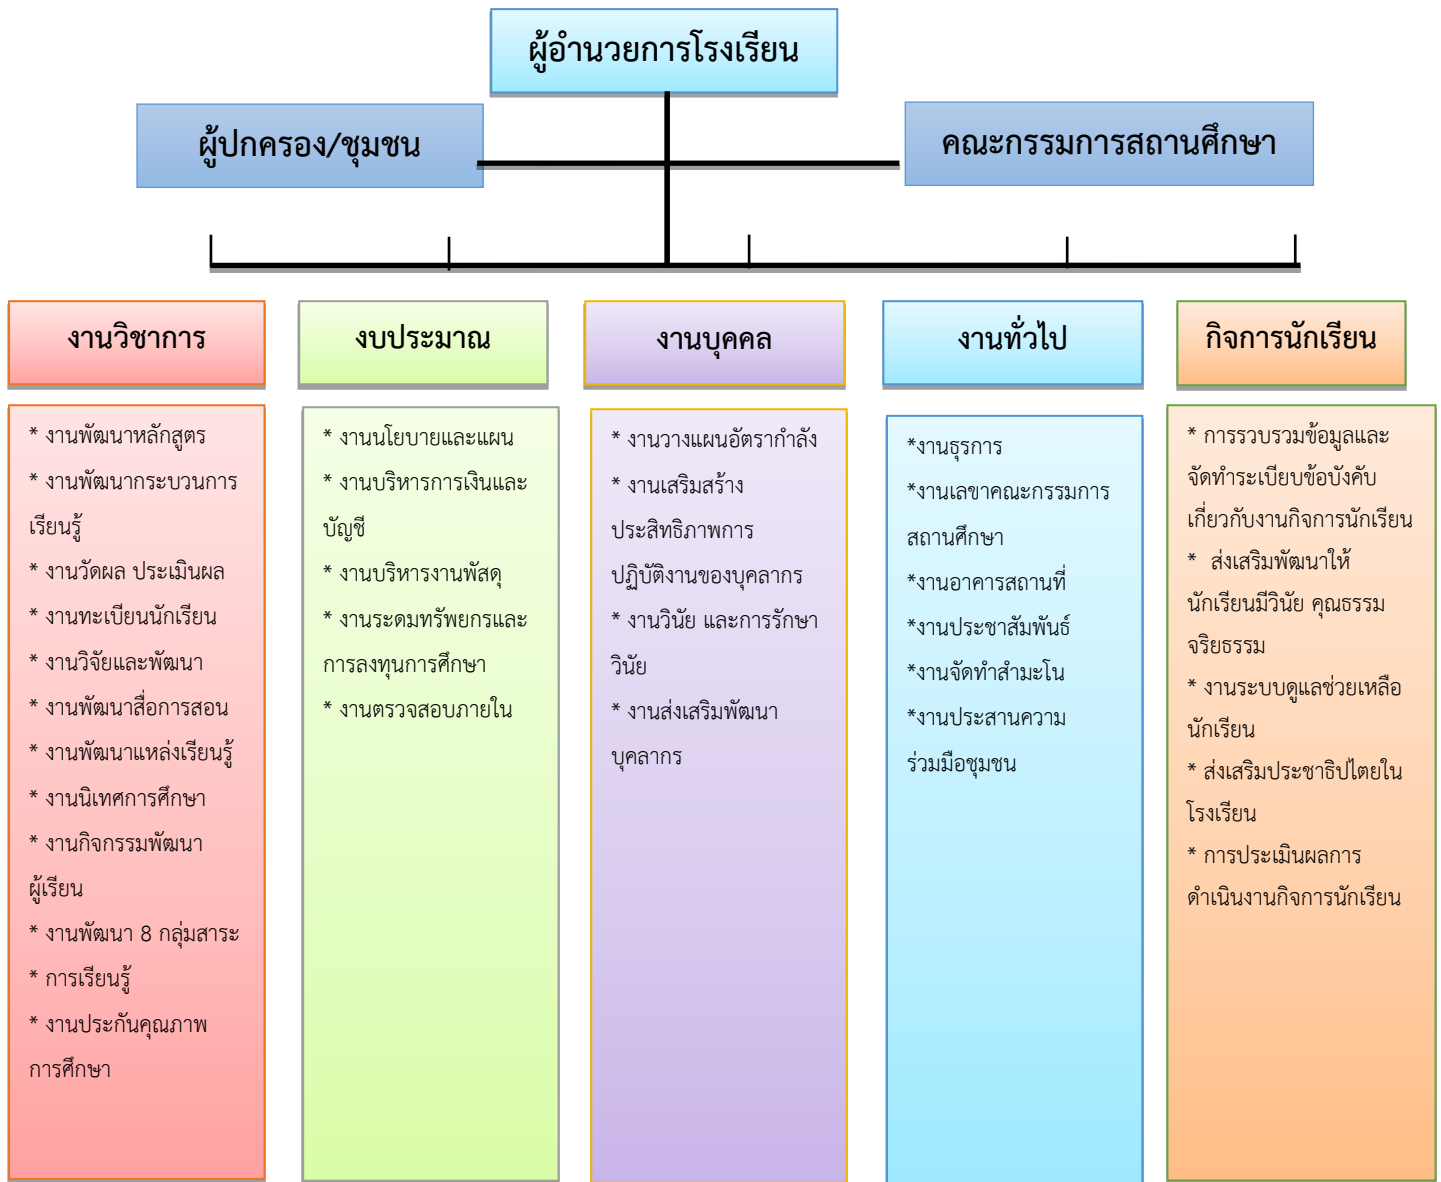 ผู้อำนวยการโรงเรียน
ผู้ปกครอง/ชุมชน
คณะกรรมการสถานศึกษา
งานวิชาการ
งบประมาณ
งานบุคคล
งานทั่วไป
กิจการนักเรียน
* งานพัฒนาหลักสูตร
* งานพัฒนากระบวนการ
เรียนรู้
* งานวัดผล ประเมินผล
* งานทะเบียนนักเรียน
* งานวิจัยและพัฒนา
* งานพัฒนาสื่อการสอน
* งานพัฒนาแหล่งเรียนรู้
* งานนิเทศการศึกษา
* งานกิจกรรมพัฒนา
ผู้เรียน
* งานพัฒนา 8 กลุ่มสาระ
* การเรียนรู้
* งานประกันคุณภาพ
การศึกษา
* งานนโยบายและแผน
* งานบริหารการเงินและ
บัญชี
* งานบริหารงานพัสดุ
* งานระดมทรัพยกรและ
การลงทุนการศึกษา
* งานตรวจสอบภายใน
* งานวางแผนอัตรากำลัง
* งานเสริมสร้าง
ประสิทธิภาพการ
ปฏิบัติงานของบุคลากร
* งานวินัย และการรักษา
วินัย
* งานส่งเสริมพัฒนา
บุคลากร
*งานธุรการ
*งานเลขาคณะกรรมการ
สถานศึกษา
*งานอาคารสถานที่
*งานประชาสัมพันธ์
*งานจัดทำสำมะโน
*งานประสานความ
ร่วมมือชุมชน
* การรวบรวมข้อมูลและ
จัดทำระเบียบข้อบังคับ
เกี่ยวกับงานกิจการนักเรียน
* ส่งเสริมพัฒนาให้
นักเรียนมีวินัย คุณธรรม
จริยธรรม
* งานระบบดูแลช่วยเหลือ
นักเรียน
* ส่งเสริมประชาธิปไตยใน
โรงเรียน
* การประเมินผลการ
ดำเนินงานกิจการนักเรียน